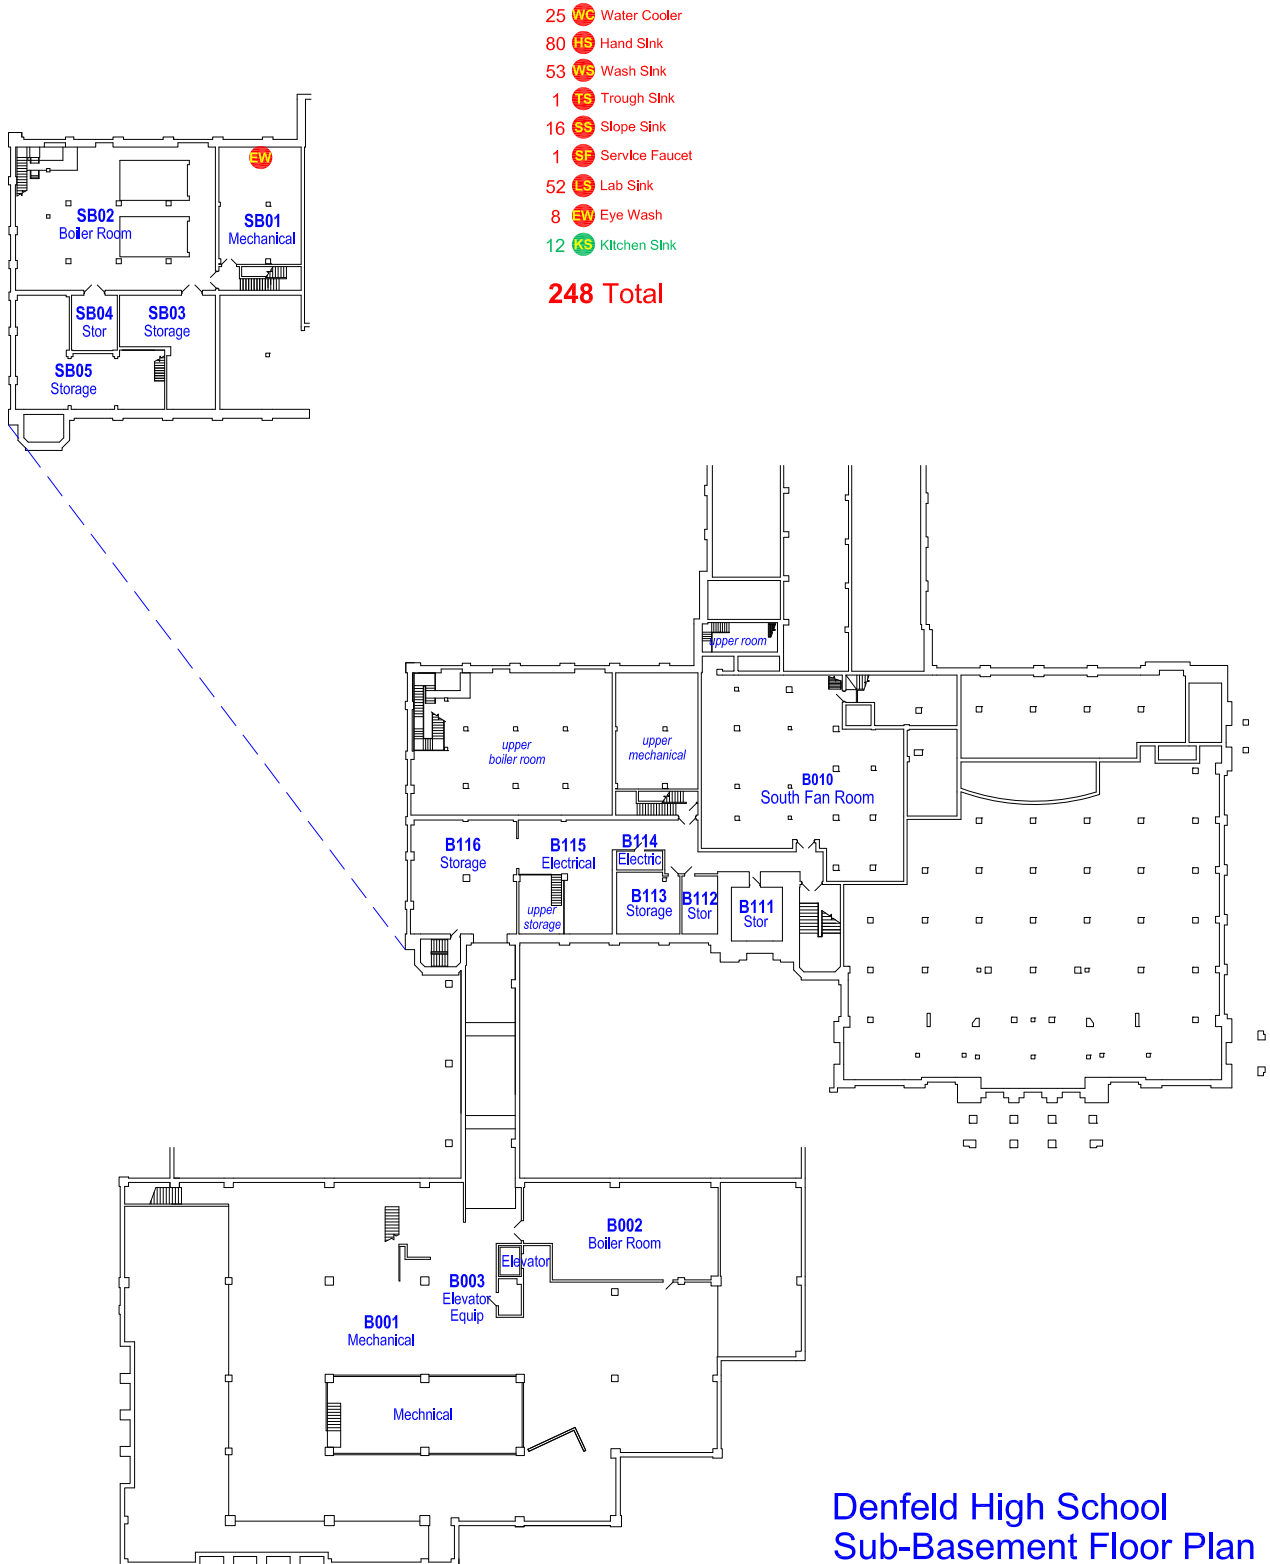 25 WC Water Cooler
80 HS Hand Sink
53 WS Wash Sink
1 TS Trough Sink
16 SS Slope Sink
1 SF Service Faucet
52 LS Lab Sink
8 EW Eye Wash
12 KS Kitchen Sink
248 Total
EW
SB02
Boiler Room
SB01
Mechanical
SB04
Stor
SB03
Storage
SB05
Storage
upper room
upper
boiler room
upper
mechanical
B010
South Fan Room
B116
Storage
B115
Electrical
B114
Electric
B113
Storage
B112
Stor
B111
Stor
upper
storage
B002
Boiler Room
Elevator
B003
Elevator
Equip
B001
Mechanical
Mechnical
Denfeld High School
Sub-Basement Floor Plan